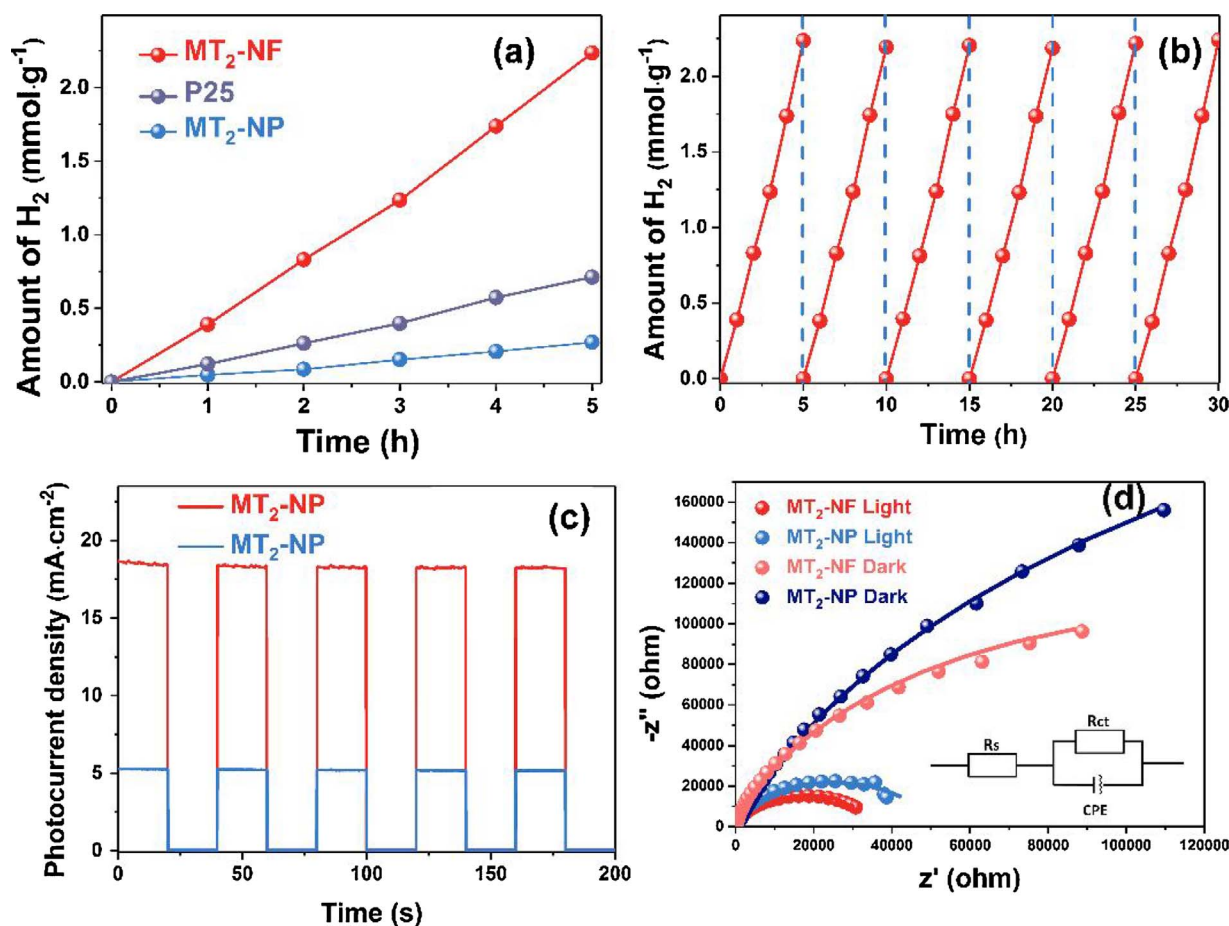 (a)
MT₂-NF
P25
MT₂-NP
Amount of H₂ (mmol·g⁻¹)
2.0
1.5
1.0
0.5
0.0
0 1 2 3 4 5
Time (h)
(b)
Amount of H₂ (mmol·g⁻¹)
2.0
1.5
1.0
0.5
0.0
0 5 10 15 20 25 30
Time (h)
(c)
MT₂-NP
MT₂-NP
Photocurrent density (mA·cm⁻²)
20
15
10
5
0
0 50 100 150 200
Time (s)
(d)
MT₂-NF Light
MT₂-NP Light
MT₂-NF Dark
MT₂-NP Dark
-z'' (ohm)
160000
140000
120000
100000
80000
60000
40000
20000
0
0 20000 40000 60000 80000 100000 120000
z' (ohm)
Rs
Rct
CPE